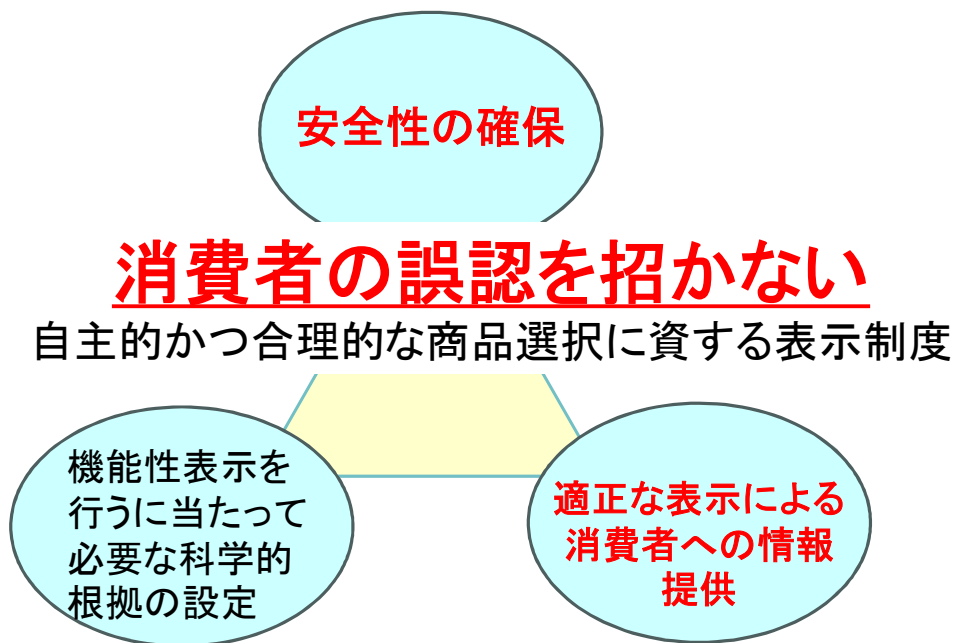 安全性の確保
消費者の誤認を招かない
自主的かつ合理的な商品選択に資する表示制度
機能性表示を
行うに当たって
必要な科学的
根拠の設定
適正な表示による
消費者への情報
提供